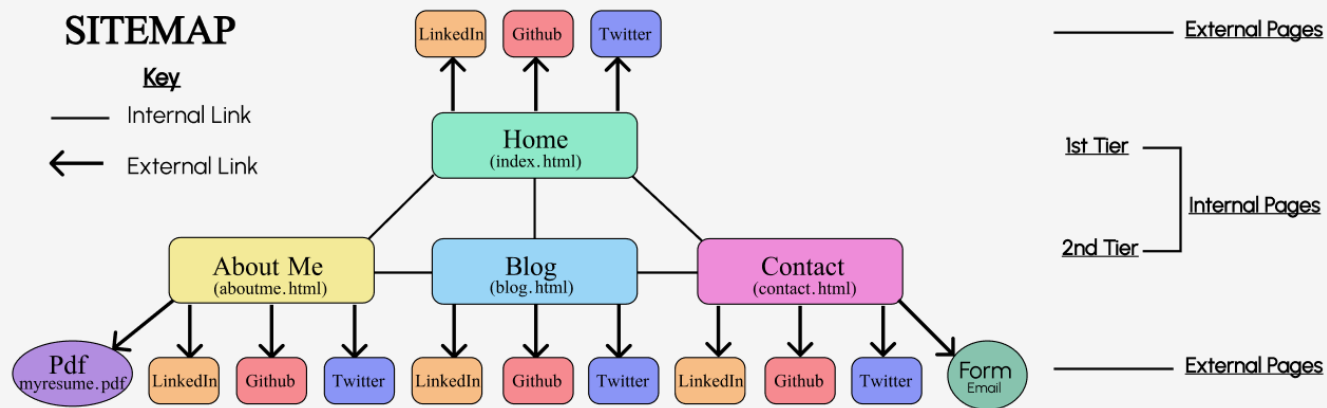 SITEMAP
Key
Internal Link
External Link
LinkedIn
Github
Twitter
External Pages
Home
(index.html)
1st Tier
Internal Pages
2nd Tier
About Me
(aboutme.html)
Blog
(blog.html)
Contact
(contact.html)
Pdf
myresume.pdf
LinkedIn
Github
Twitter
LinkedIn
Github
Twitter
LinkedIn
Github
Twitter
Form
Email
External Pages